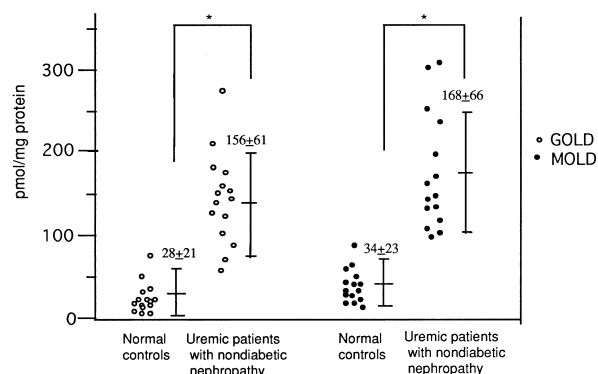 *
*
300
200
100
0
pmol/mg protein
156±61
28±21
168±66
34±23
GOLD
MOLD
Normal
controls
Uremic patients
with nondiabetic
nephropathy
Normal
controls
Uremic patients
with nondiabetic
nephropathy